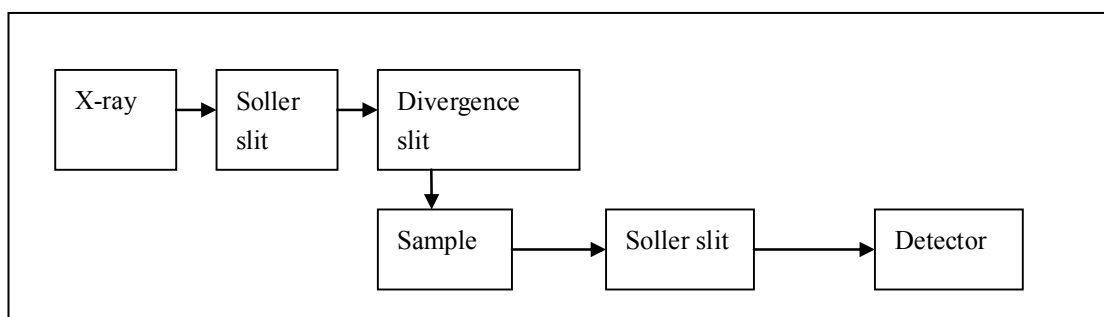 X-ray
Soller
slit
Divergence
slit
Sample
Soller slit
Detector